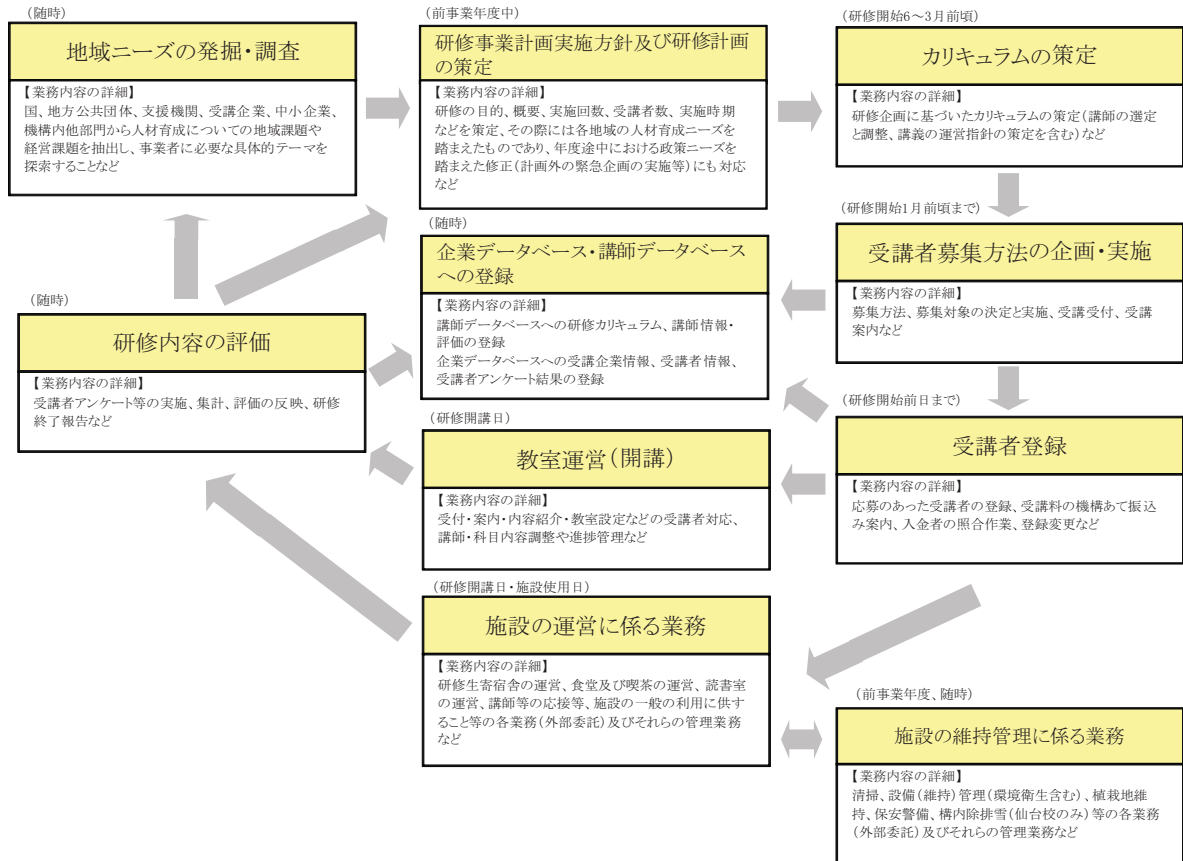 (随時)
地域ニーズの発掘・調査
【業務内容の詳細】
国、地方公共団体、支援機関、受講企業、中小企業、
機構内他部門から人材育成についての地域課題や
経営課題を抽出し、事業者に必要な具体的テーマを
探索することなど
(前事業年度中)
研修事業計画実施方針及び研修計画
の策定
【業務内容の詳細】
研修の目的、概要、実施回数、受講者数、実施時期
などを策定、その際には各地域の人材育成ニーズを
踏まえたものであり、年度途中における政策ニーズを
踏まえた修正(計画外の緊急企画の実施等)にも対応
など
(研修開始6～3月前頃)
カリキュラムの策定
【業務内容の詳細】
研修企画に基づいたカリキュラムの策定(講師の選定
と調整、講義の運営指針の策定を含む)など
(研修開始1月前頃まで)
受講者募集方法の企画・実施
【業務内容の詳細】
募集方法、募集対象の決定と実施、受講受付、受講
案内など
(随時)
企業データベース・講師データベース
への登録
【業務内容の詳細】
講師データベースへの研修カリキュラム、講師情報・
評価の登録
企業データベースへの受講企業情報、受講者情報、
受講者アンケート結果の登録
(随時)
研修内容の評価
【業務内容の詳細】
受講者アンケート等の実施、集計、評価の反映、研修
終了報告など
(研修開始前日まで)
受講者登録
【業務内容の詳細】
応募のあった受講者の登録、受講料の機構あて振込
み案内、入金者の照合作業、登録変更など
(研修開講日)
教室運営(開講)
【業務内容の詳細】
受付・案内・内容紹介・教室設定などの受講者対応、
講師・科目内容調整や進捗管理など
(研修開講日・施設使用日)
施設の運営に係る業務
【業務内容の詳細】
研修生寄宿舎の運営、食堂及び喫茶の運営、読書室
の運営、講師等の応接等、施設の一般の利用に供す
ること等の各業務(外部委託)及びそれらの管理業務
など
(前事業年度、随時)
施設の維持管理に係る業務
【業務内容の詳細】
清掃、設備(維持)管理(環境衛生含む)、植栽地維
持、保安警備、構内除排雪(仙台校のみ)等の各業務
(外部委託)及びそれらの管理業務など